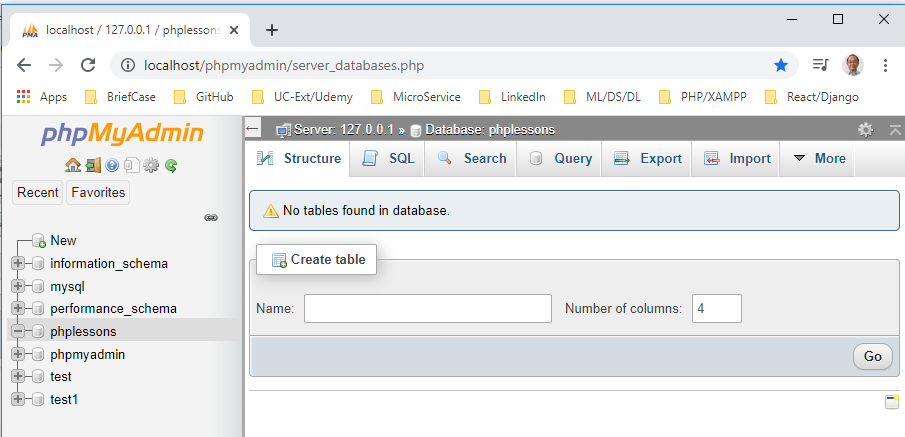 localhost / 127.0.0.1 / phplessons
localhost/phpmyadmin/server_databases.php
Apps BriefCase GitHub UC-Ext/Udemy MicroService LinkedIn ML/DS/DL PHP/XAMPP React/Django
phpMyAdmin
Recent Favorites
New
information_schema
mysql
performance_schema
phplessons
phpmyadmin
test
test1
Server: 127.0.0.1 » Database: phplessons
Structure SQL Search Query Export Import More
No tables found in database.
Create table
Name: Number of columns: 4
Go